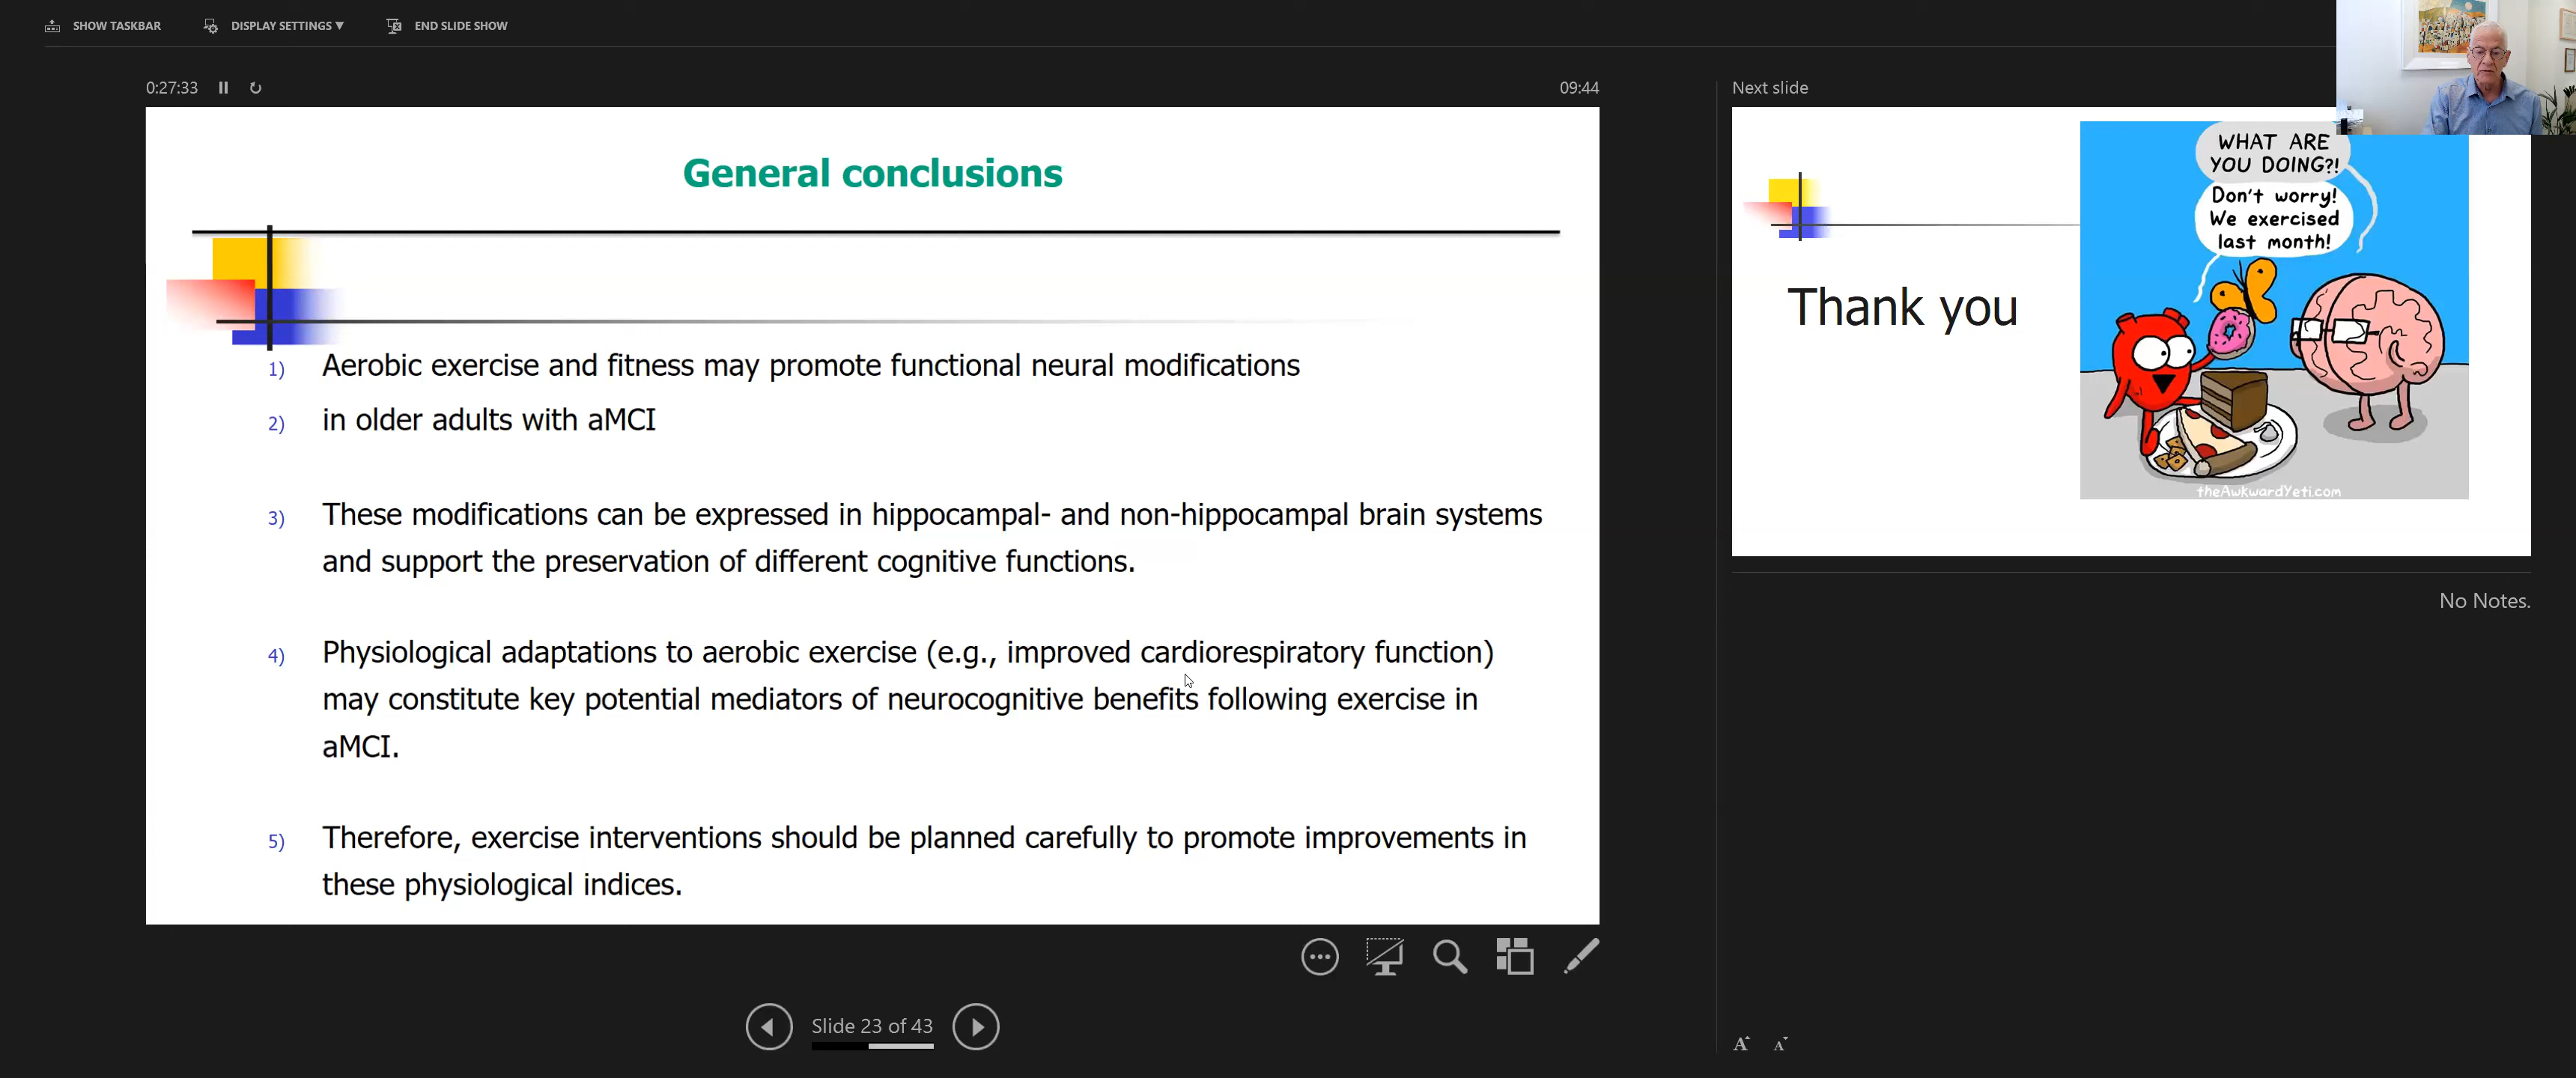 SHOW TASKBAR
DISPLAY SETTINGS ▼
END SLIDE SHOW
0:27:33
09:44
General conclusions
1) Aerobic exercise and fitness may promote functional neural modifications
2) in older adults with aMCI
3) These modifications can be expressed in hippocampal- and non-hippocampal brain systems
and support the preservation of different cognitive functions.
4) Physiological adaptations to aerobic exercise (e.g., improved cardiorespiratory function)
may constitute key potential mediators of neurocognitive benefits following exercise in
aMCI.
5) Therefore, exercise interventions should be planned carefully to promote improvements in
these physiological indices.
Slide 23 of 43
Next slide
WHAT ARE
YOU DOING?!
Don't worry!
We exercised
last month!
Thank you
theAwkwardYeti.com
No Notes.
A A